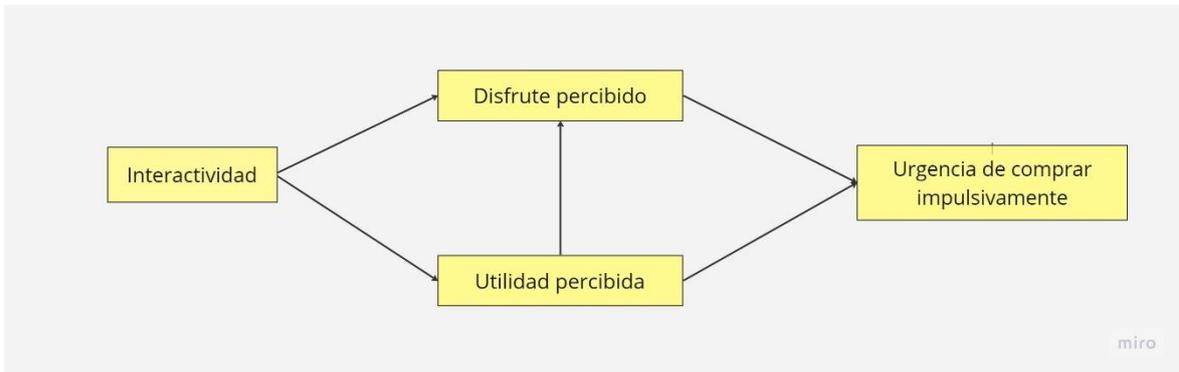 Disfrute percibido
Interactividad
Urgencia de comprar
impulsivamente
Utilidad percibida
miro